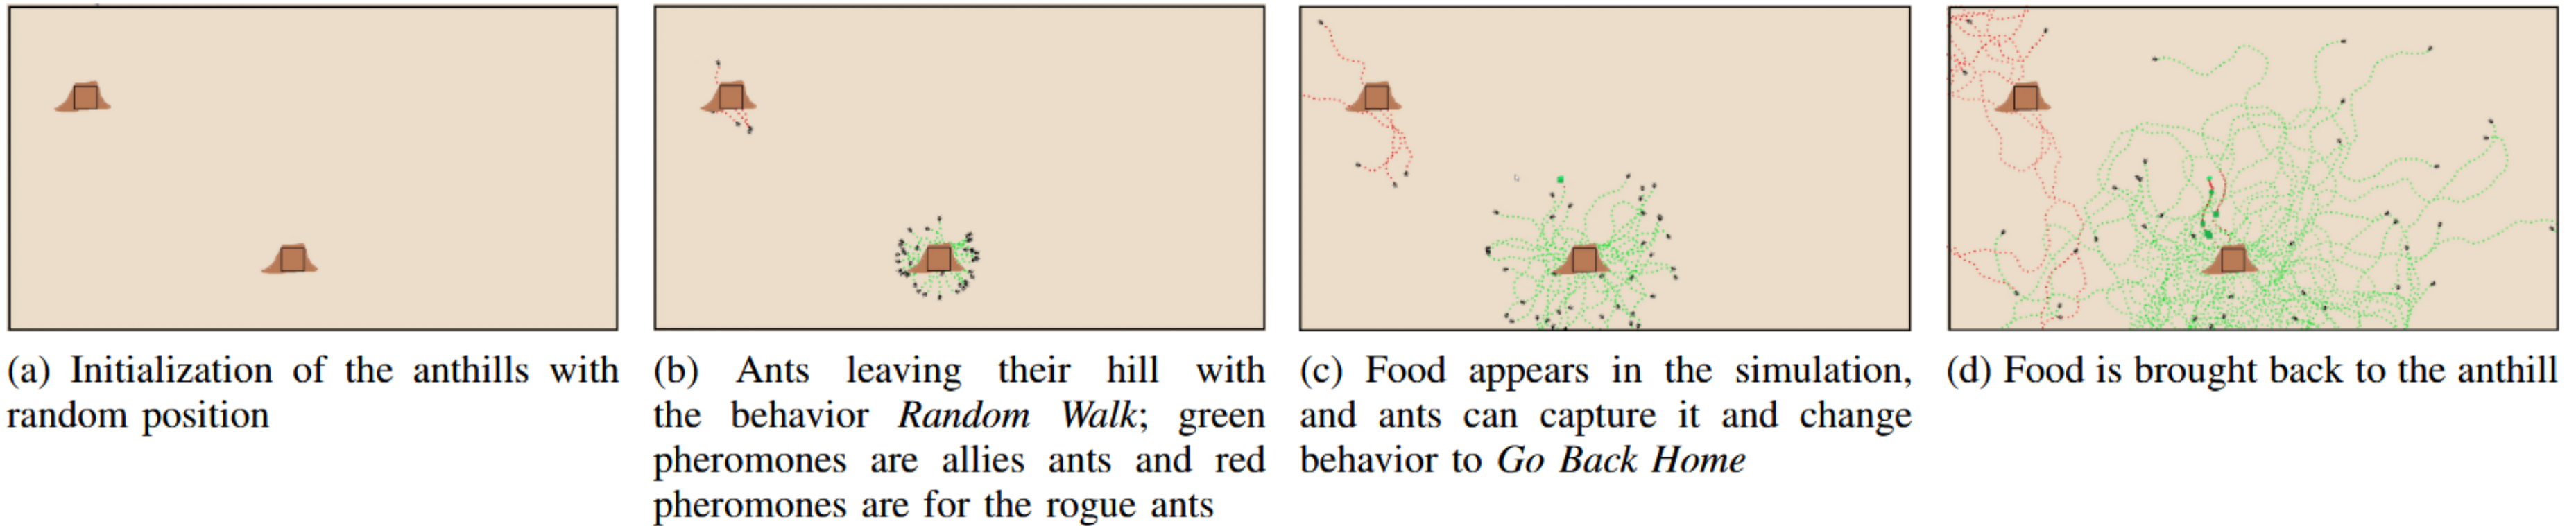 (a) Initialization of the anthills with
random position
(b) Ants leaving their hill with
the behavior Random Walk; green
pheromones are allies ants and red
pheromones are for the rogue ants
(c) Food appears in the simulation,
and ants can capture it and change
behavior to Go Back Home
(d) Food is brought back to the anthill